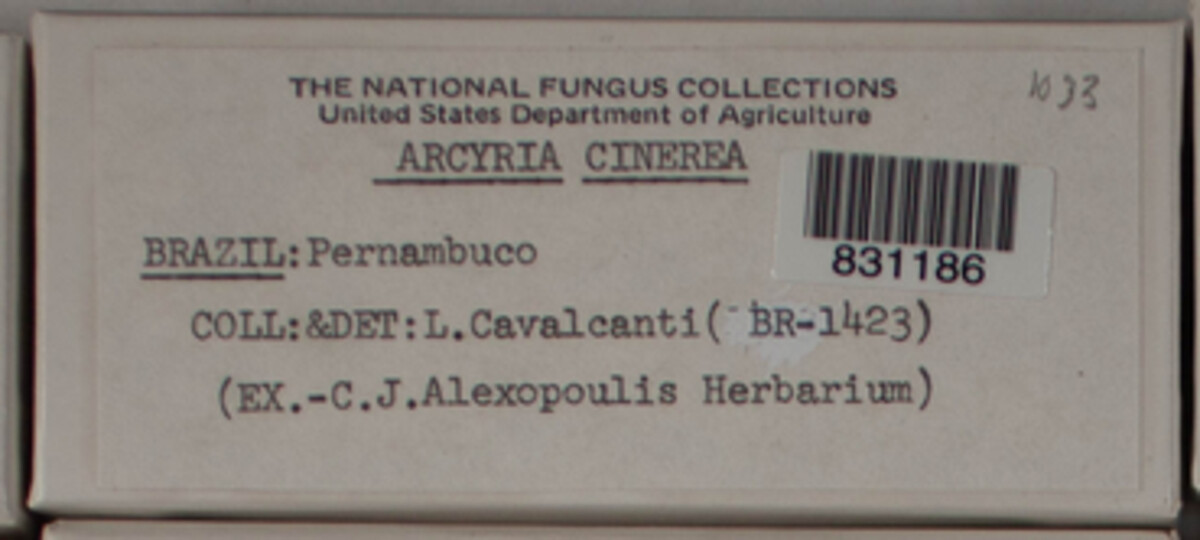 THE NATIONAL FUNGUS COLLECTIONS
1033
United States Department of Agriculture
ARCYRIA CINEREA
831186
BRAZIL: Pernambuco
COLL:&DET:L.Cavalcanti( BR-1423)
(EX.-C.J.Alexopoulis Herbarium)